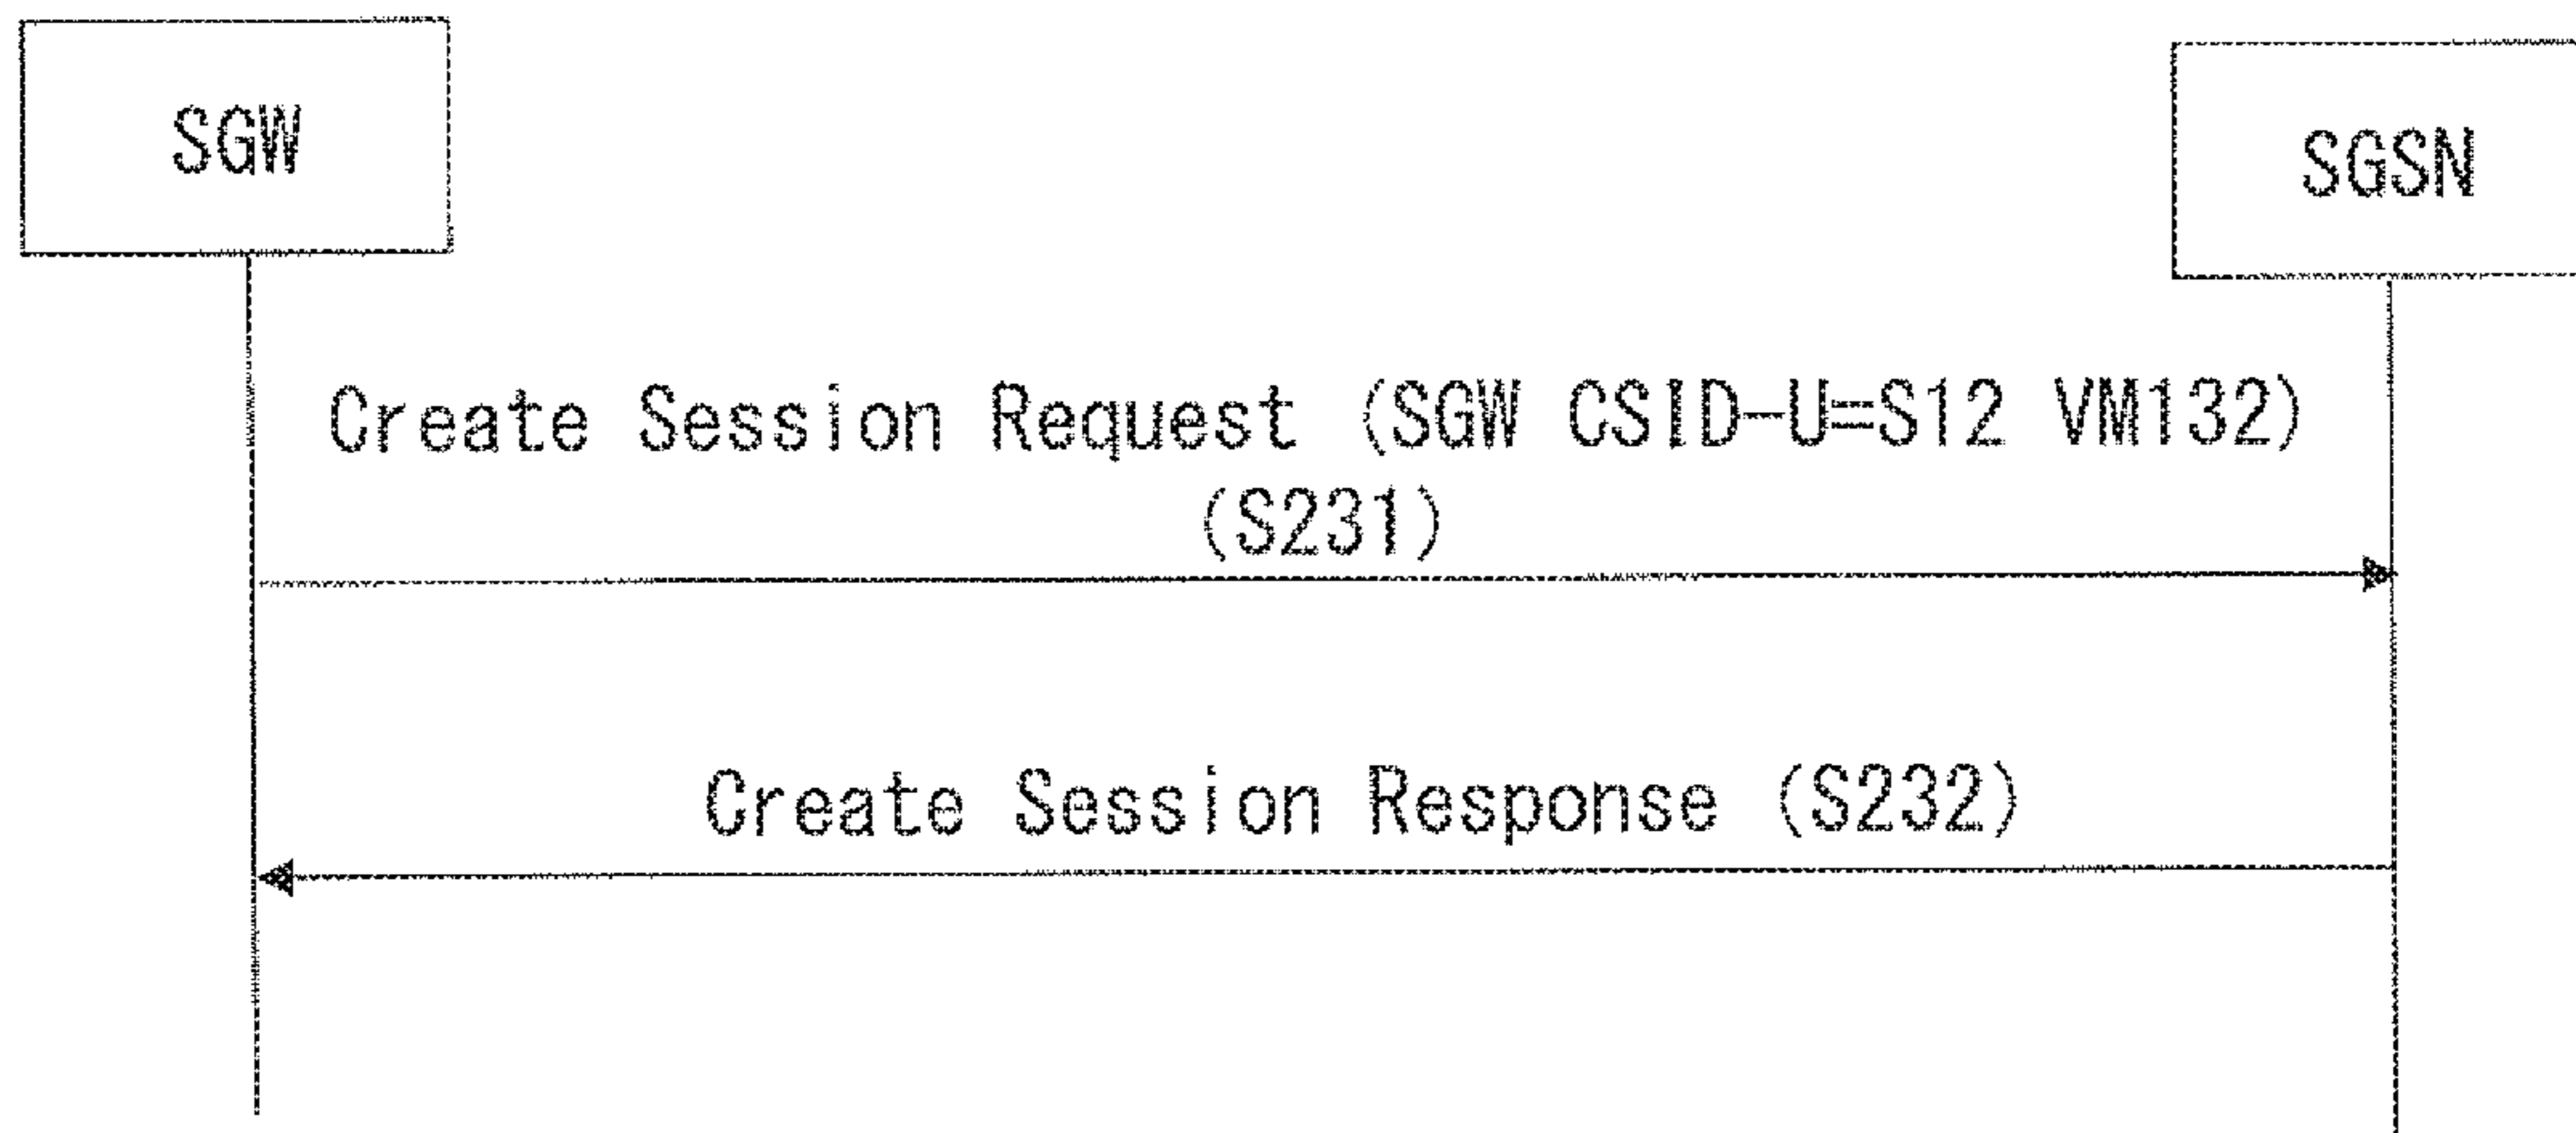 SGW
SGSN
Create Session Request (SGW CSID-U=S12 VM132)
(S231)
Create Session Response (S232)